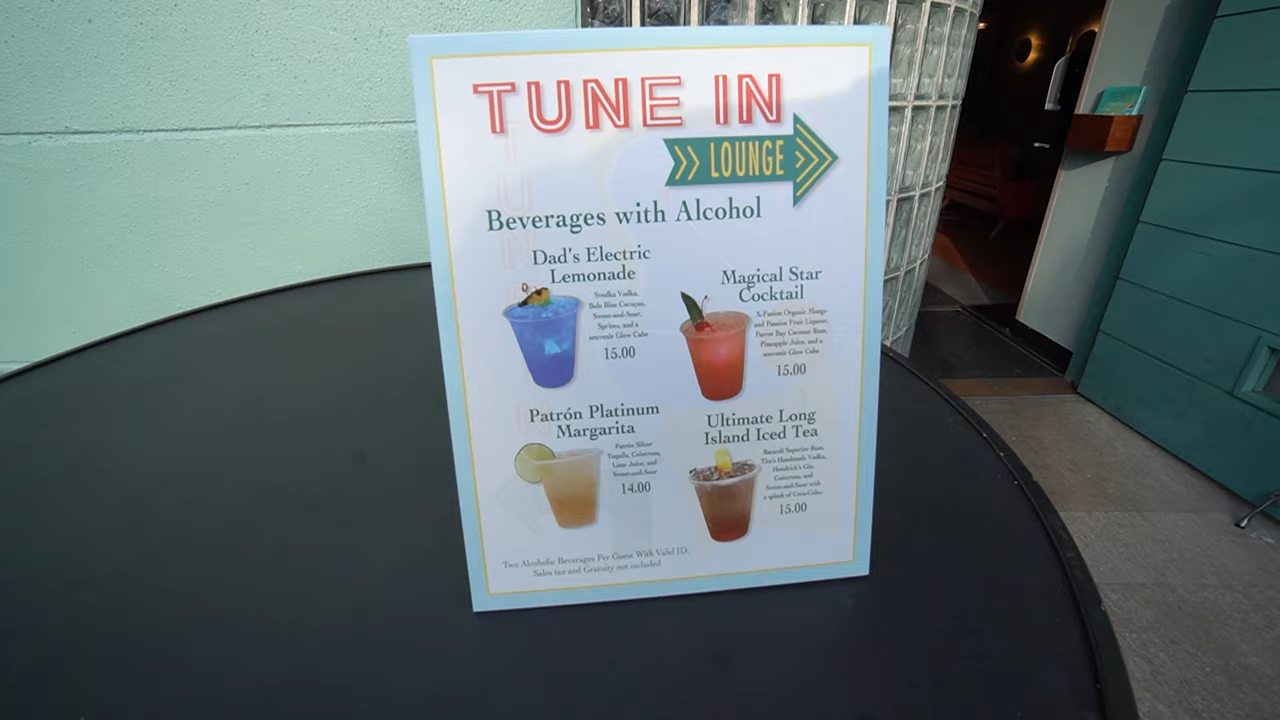 TUNE IN
LOUNGE
Beverages with Alcohol
Dad's Electric
Lemonade
Svedka Vodka,
Bols Blue Curaçao,
Sweet-and-Sour,
Sprite, and a
souvenir Glow Cube
15.00
Magical Star
Cocktail
X-Fusion Organic Mango
and Passion Fruit Liqueur,
Parrot Bay Coconut Rum,
Pineapple Juice, and a
souvenir Glow Cube
15.00
Patrón Platinum
Margarita
Patrón Silver
Tequila, Cointreau,
Lime Juice, and
Sweet-and-Sour
14.00
Ultimate Long
Island Iced Tea
Bacardi Superior Rum,
Tito's Handmade Vodka,
Hendrick's Gin,
Cointreau, and
Sweet-and-Sour with
a splash of Coca-Cola
15.00
Two Alcoholic Beverages Per Guest With Valid ID.
Sales tax and Gratuity not included